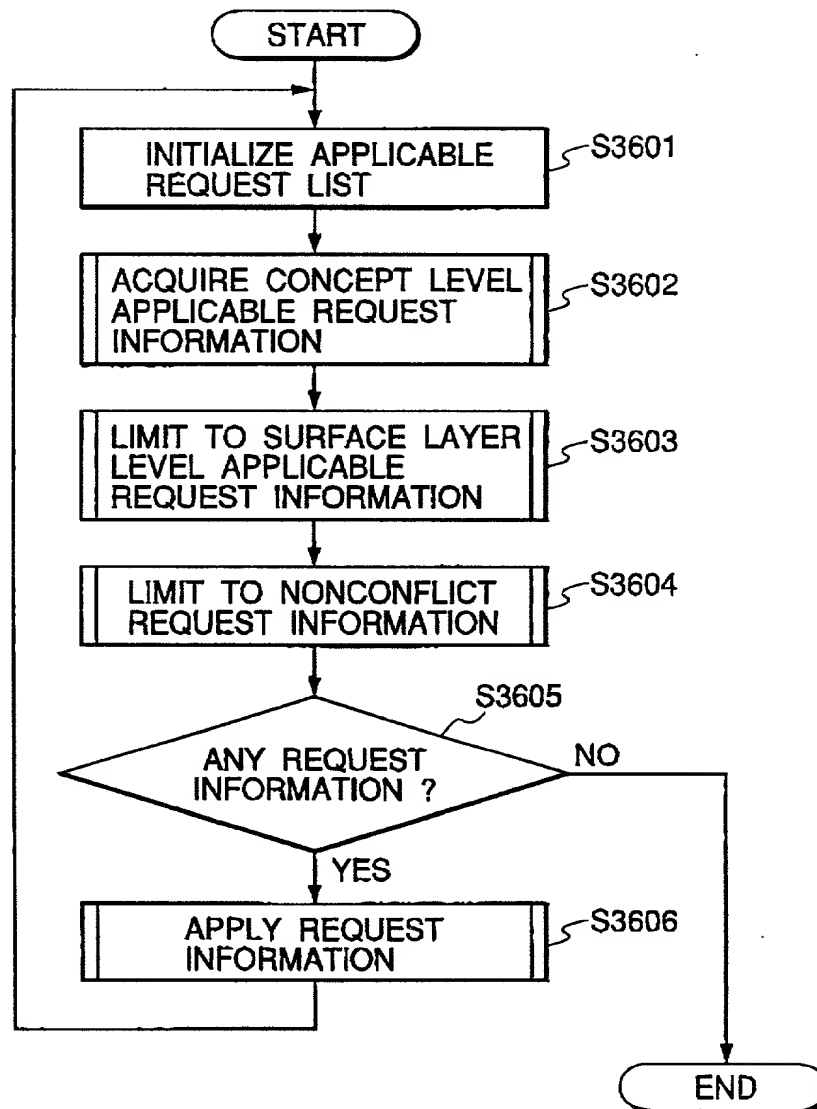 START
INITIALIZE APPLICABLE
REQUEST LIST
S3601
ACQUIRE CONCEPT LEVEL
APPLICABLE REQUEST
INFORMATION
S3602
LIMIT TO SURFACE LAYER
LEVEL APPLICABLE
REQUEST INFORMATION
S3603
LIMIT TO NONCONFLICT
REQUEST INFORMATION
S3604
S3605
ANY REQUEST
INFORMATION ?
NO
YES
APPLY REQUEST
INFORMATION
S3606
END